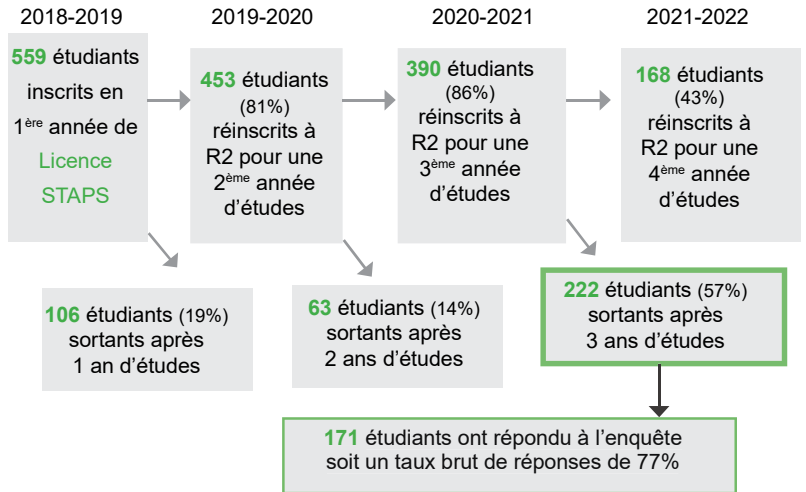 2018-2019
2019-2020
2020-2021
2021-2022
559 étudiants
inscrits en
1ère année de
Licence
STAPS
453 étudiants
(81%)
réinscrits à
R2 pour une
2ème année
d'études
390 étudiants
(86%)
réinscrits à
R2 pour une
3ème année
d'études
168 étudiants
(43%)
réinscrits à
R2 pour une
4ème année
d'études
106 étudiants (19%)
sortants après
1 an d'études
63 étudiants (14%)
sortants après
2 ans d'études
222 étudiants (57%)
sortants après
3 ans d'études
171 étudiants ont répondu à l'enquête
soit un taux brut de réponses de 77%